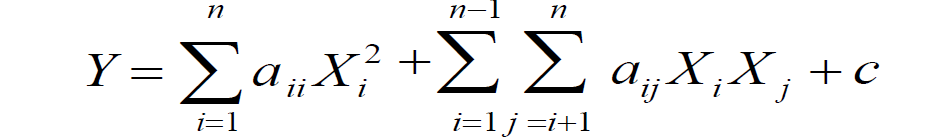 Y = \sum_{i=1}^{n} a_{ii} X_i^2 + \sum_{i=1}^{n-1} \sum_{j=i+1}^{n} a_{ij} X_i X_j + c